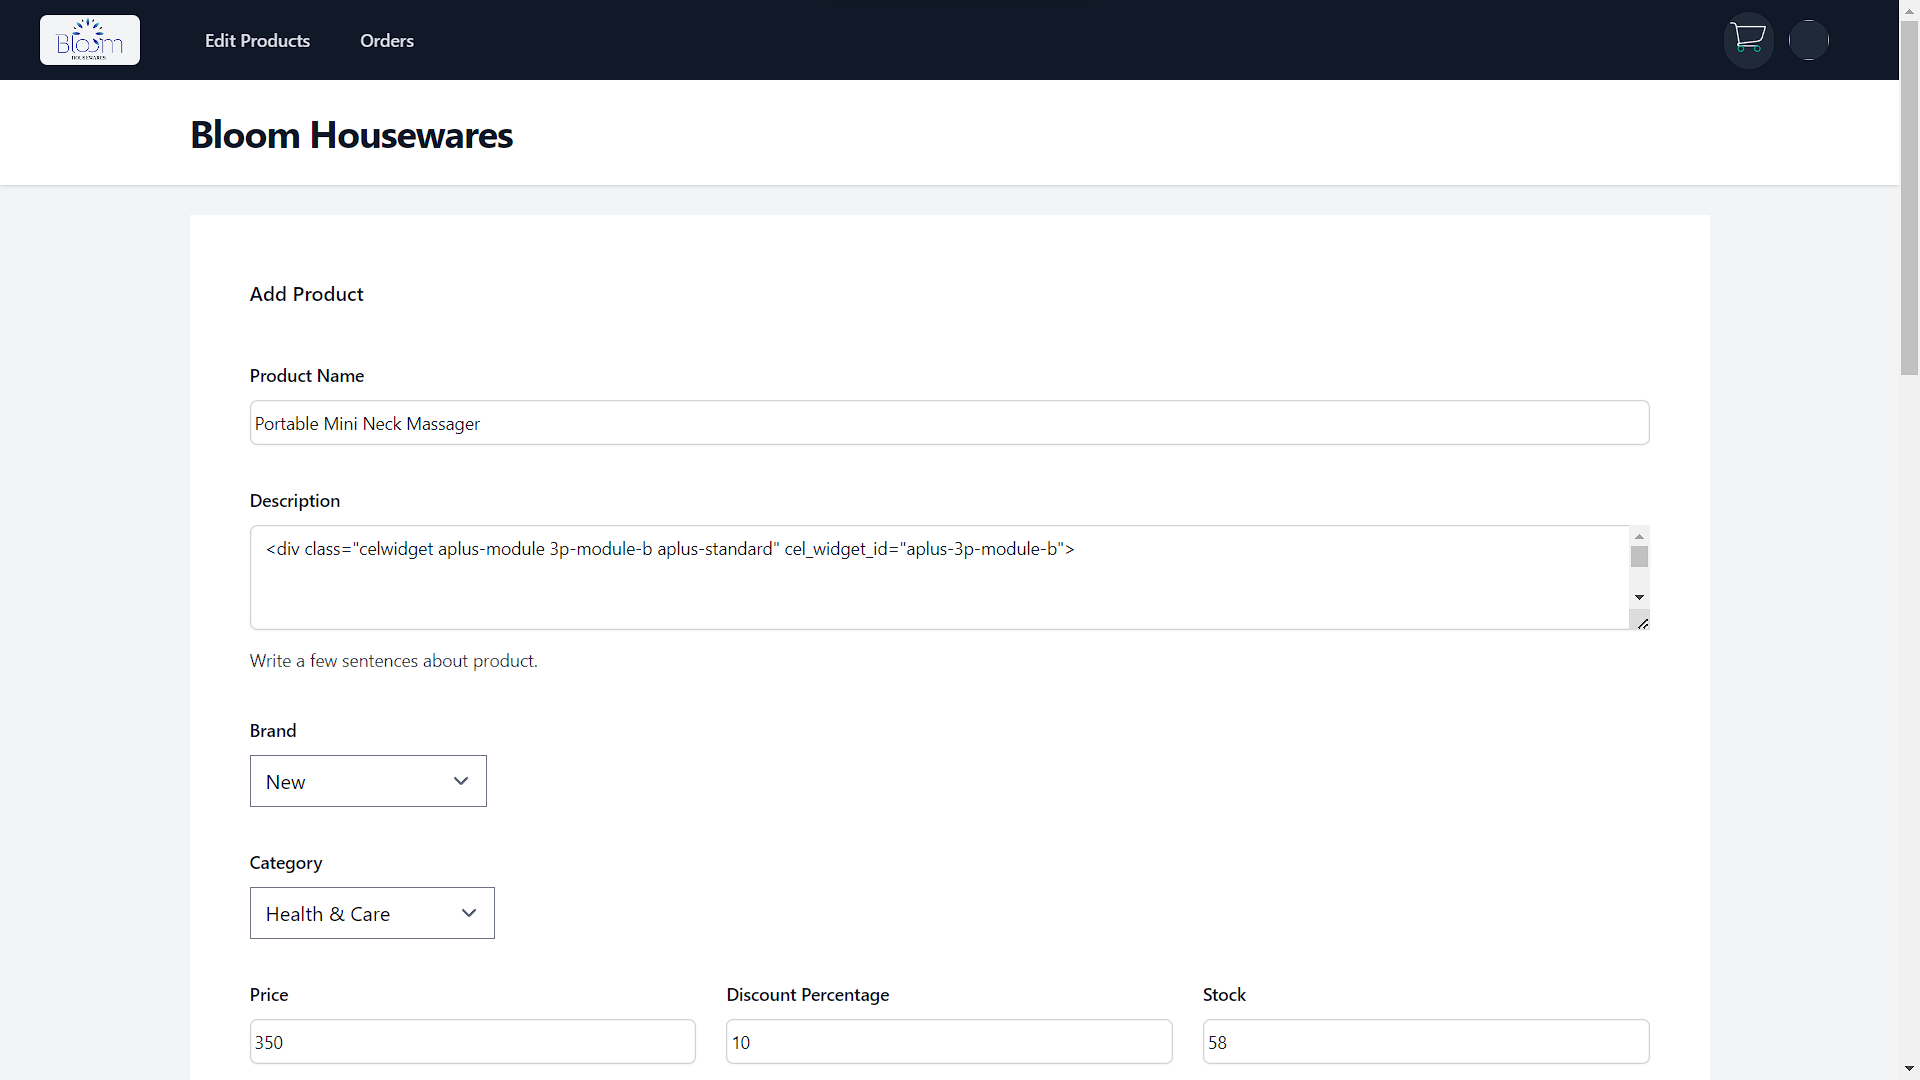 Bloom
HOUSEWARES
Edit Products
Orders
Bloom Housewares
Add Product
Product Name
Portable Mini Neck Massager
Description
<div class="celwidget aplus-module 3p-module-b aplus-standard" cel_widget_id="aplus-3p-module-b">
Write a few sentences about product.
Brand
New
Category
Health & Care
Price
Discount Percentage
Stock
350
10
58